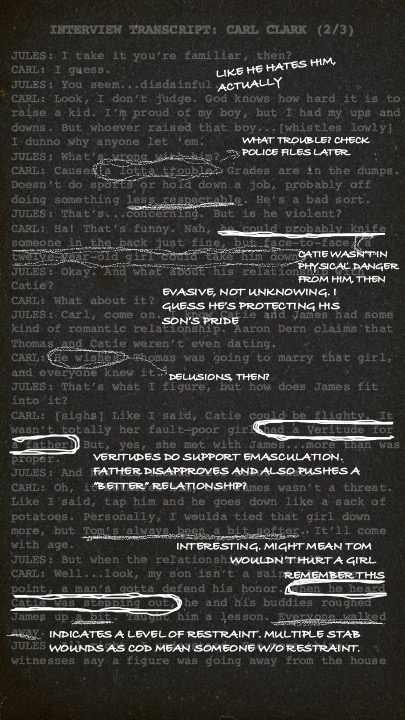 INTERVIEW TRANSCRIPT: CARL CLARK (2/3)
JULES: I take it you're familiar, then?
CARL: I guess.
LIKE HE HATES HIM,
ACTUALLY
JULES: You seem...disdainful
CARL: Look, I don't judge. God knows how hard it is to
raise a kid. I'm proud of my boy, but I had my ups and
downs. But whoever raised that boy...[whistles lowly]
I dunno why anyone let 'em.
WHAT TROUBLE? CHECK
POLICE FILES LATER.
JULES: What trouble?
CARL: Causes a lotta trouble. Grades are in the dumps.
Doesn't do sports or hold down a job, probably off
doing something less respectable. He's a bad sort.
JULES: That's...concerning. But is he violent?
CARL: Ha! That's funny. Nah, he could probably knife
someone in the back just fine, but face-to-face, a
twelve year old girl could take him down.
CATIE WASN'T IN
PHYSICAL DANGER
FROM HIM, THEN
JULES: Okay. And what about his relationship with
Catie?
EVASIVE, NOT UNKNOWING. I
GUESS HE'S PROTECTING HIS
SON'S PRIDE
CARL: What about it?
JULES: Carl, come on. I know Catie and James had some
kind of romantic relationship. Aaron Dern claims that
Thomas and Catie weren't even dating.
CARL: He wishes! Thomas was going to marry that girl,
and everyone knew it.
DELUSIONS, THEN?
JULES: That's what I figure, but how does James fit
into it?
CARL: [sighs] Like I said, Catie could be flighty. It
wasn't totally her fault—poor girl had a Veritude for
a father. But, yes, she met with James...more than was
proper.
VERITUDES DO SUPPORT EMASCULATION.
FATHER DISAPPROVES AND ALSO PUSHES A
"BETTER" RELATIONSHIP?
JULES: And
CARL: Oh, James wasn't a threat.
Like I said, tap him and he goes down like a sack of
potatoes. Personally, I woulda tied that girl down
more, but Tom's always been a bit softer. It'll come
with age.
INTERESTING. MIGHT MEAN TOM
WOULDN'T HURT A GIRL
REMEMBER THIS
JULES: But when the relationship
CARL: Well...look, my son isn't a saint.
point, a man's gotta defend his honor. When he heard
Catie was stepping out, he and his buddies roughed
James up a bit. Taught him a lesson. Everyone walked
away.
INDICATES A LEVEL OF RESTRAINT. MULTIPLE STAB
WOUNDS AS COD MEAN SOMEONE W/O RESTRAINT.
JULES:
witnesses say a figure was going away from the house